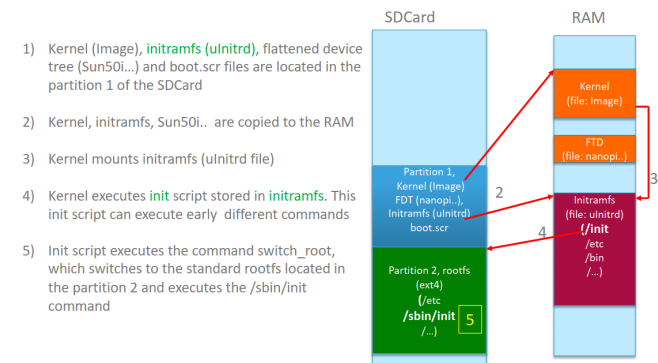 SDCard
RAM
1) Kernel (Image), initramfs (uInitrd), flattened device
tree (Sun50i...) and boot.scr files are located in the
partition 1 of the SDCard
2) Kernel, initramfs, Sun50i.. are copied to the RAM
3) Kernel mounts initramfs (uInitrd file)
4) Kernel executes init script stored in initramfs. This
init script can execute early different commands
5) Init script executes the command switch_root,
which switches to the standard rootfs located in
the partition 2 and executes the /sbin/init
command
Partition 1,
Kernel (Image)
FDT (nanopi..),
Initramfs (uInitrd)
boot.scr
Partition 2, rootfs
(ext4)
(/etc
/sbin/init
/...)
5
2
4
3
Kernel
(file: Image)
FTD
(file: nanopi..)
Initramfs
(file: uInitrd)
(/init
/etc
/bin
/...)